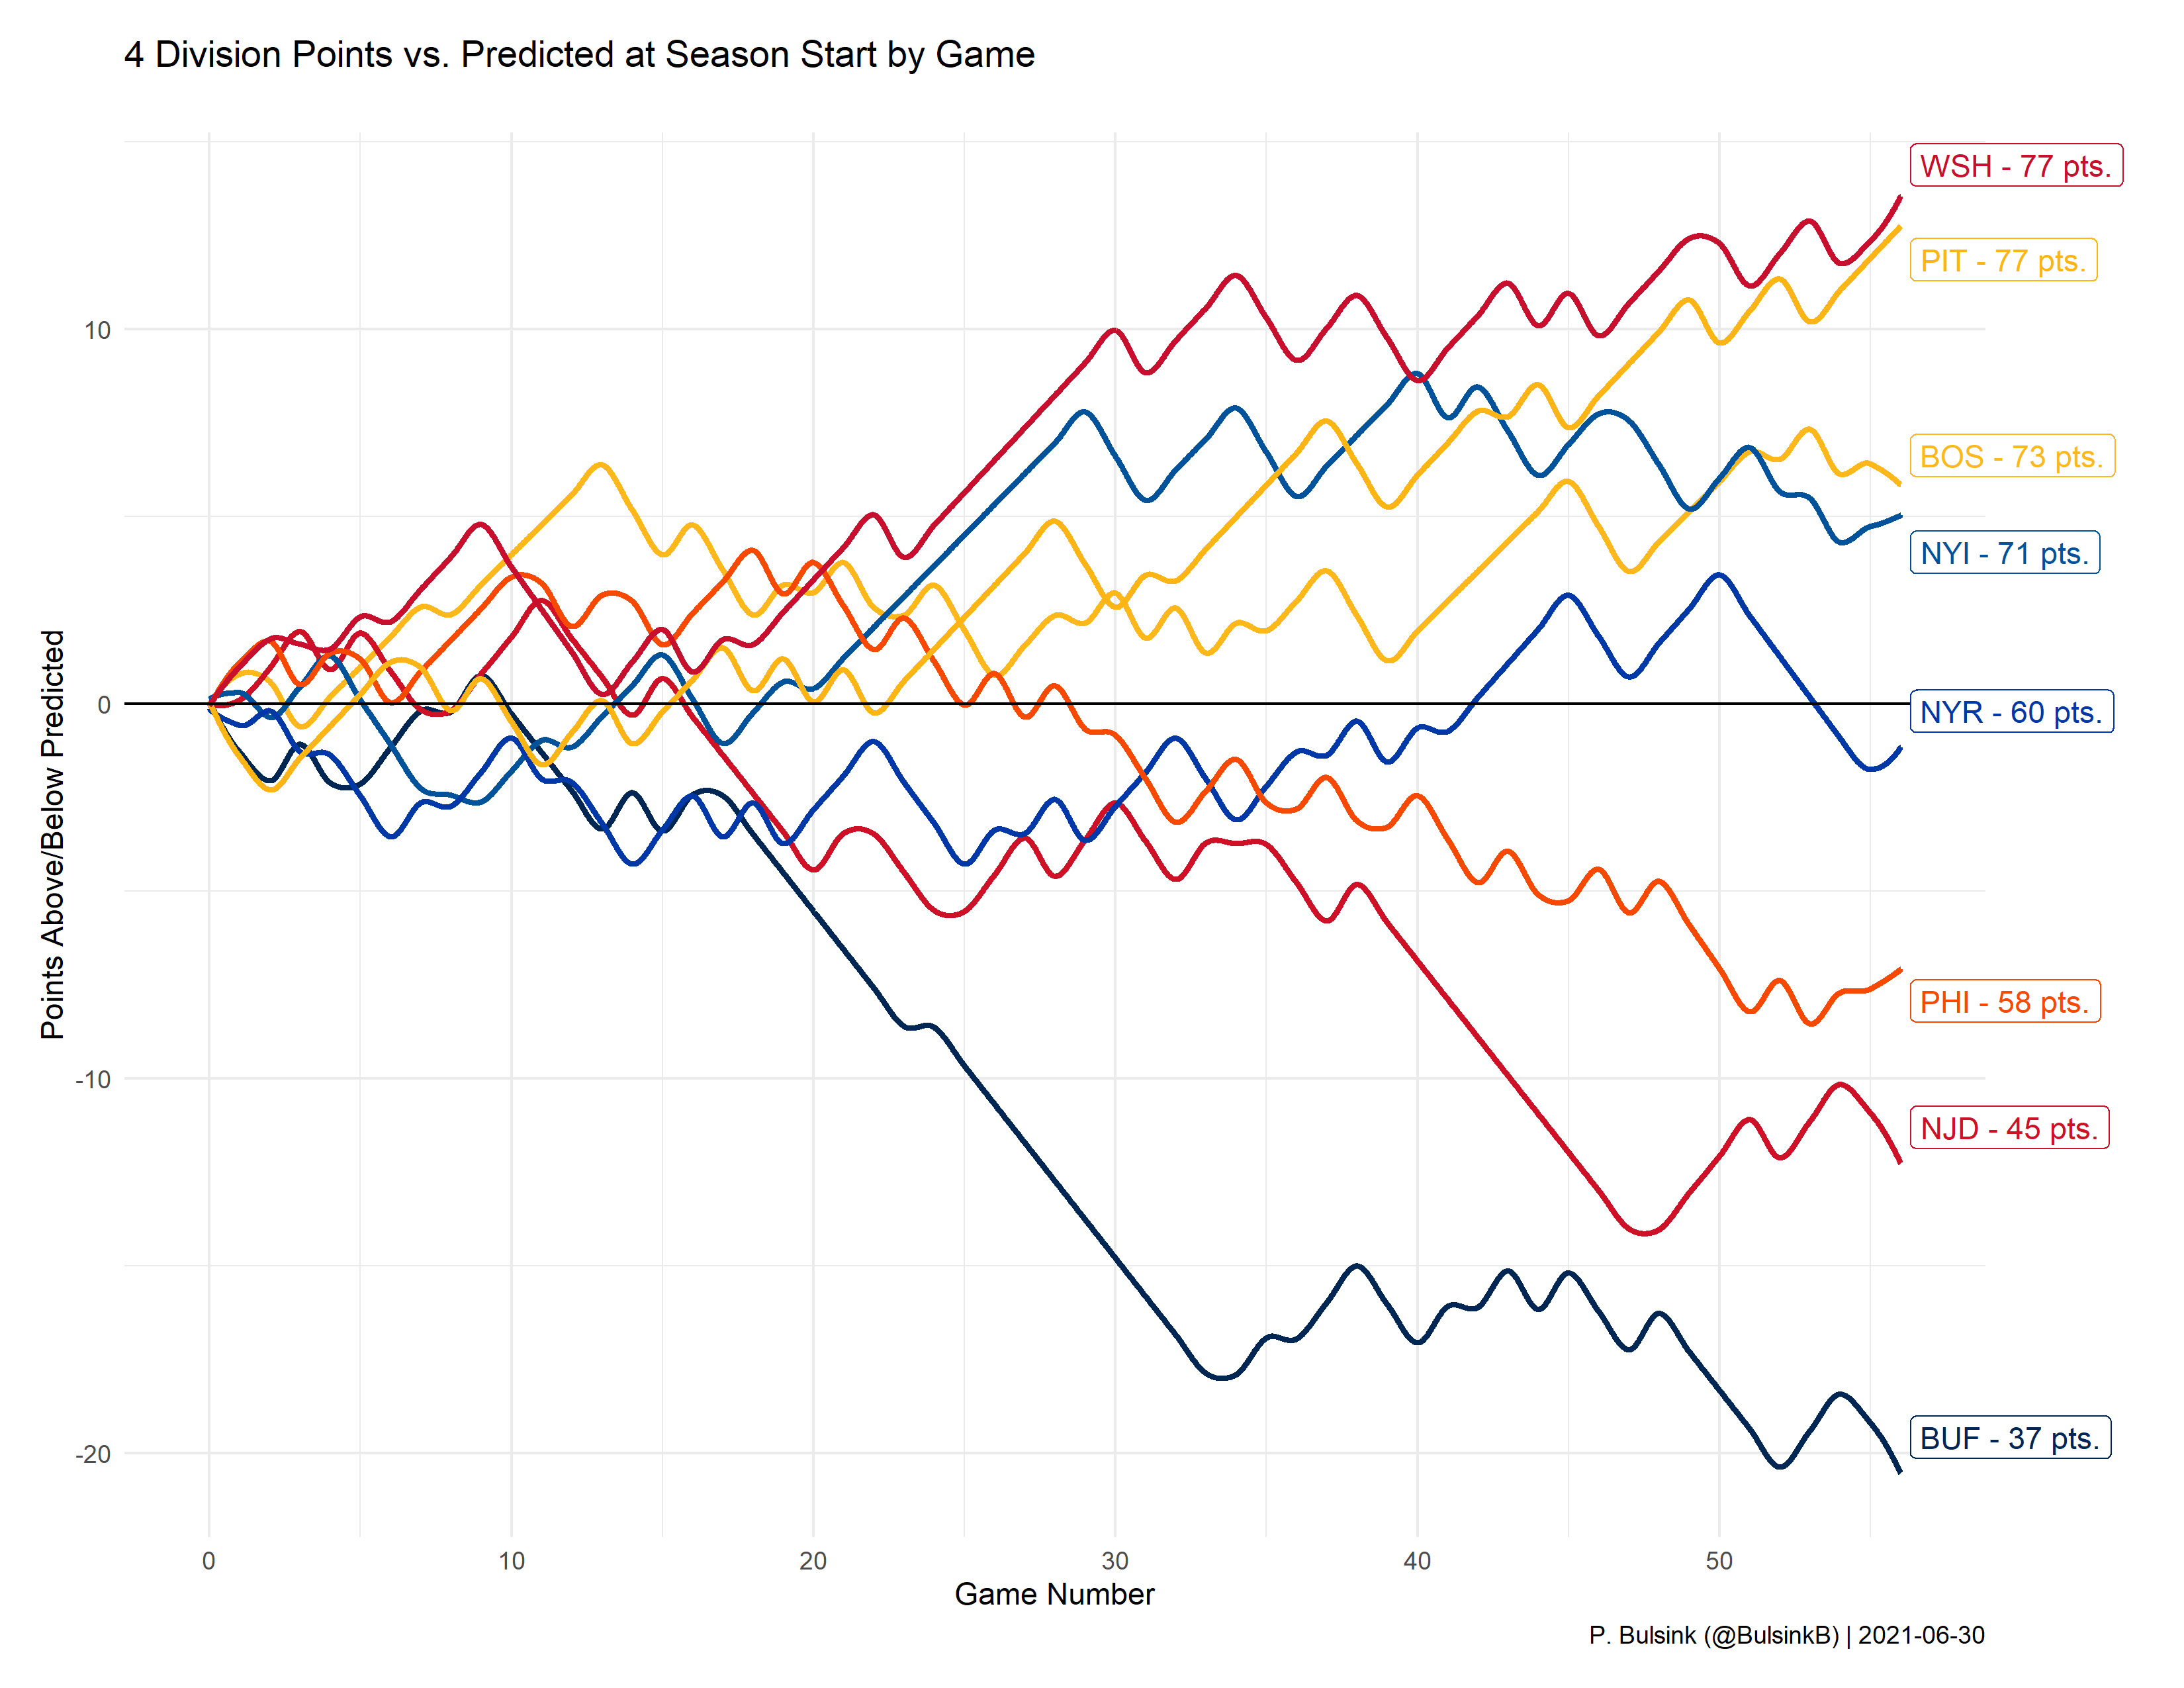 4 Division Points vs. Predicted at Season Start by Game
WSH - 77 pts.
PIT - 77 pts.
10
BOS - 73 pts.
NYI - 71 pts.
0
NYR - 60 pts.
Points Above/Below Predicted
PHI - 58 pts.
-10
NJD - 45 pts.
BUF - 37 pts.
-20
0 10 20 30 40 50
Game Number
P. Bulsink (@BulsinkB) | 2021-06-30